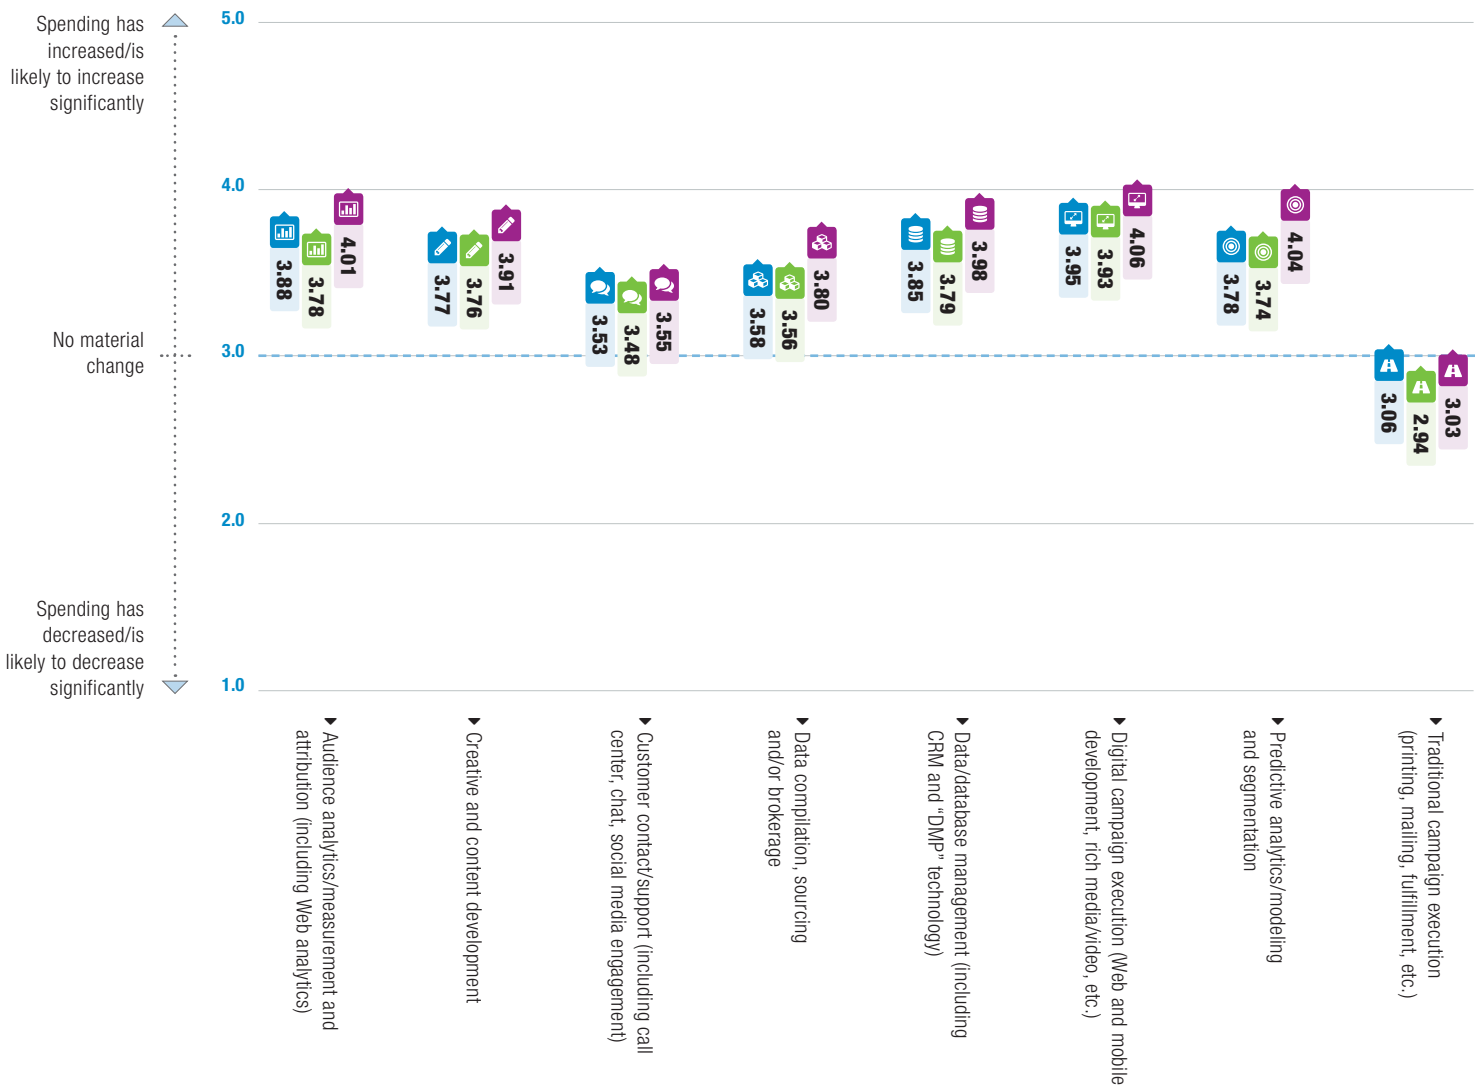 Spending has
increased/is
likely to increase
significantly
No material
change
Spending has
decreased/is
likely to decrease
significantly
5.0
4.0
3.0
2.0
1.0
3.88
3.78
4.01
3.77
3.76
3.91
3.53
3.48
3.55
3.58
3.56
3.80
3.85
3.79
3.98
3.95
3.93
4.06
3.78
3.74
4.04
3.06
2.94
3.03
Audience analytics/measurement and
attribution (including Web analytics)
Creative and content development
Customer contact/support (including call
center, chat, social media engagement)
Data compilation, sourcing
and/or brokerage
Data/database management (including
CRM and “DMP” technology)
Digital campaign execution (Web and mobile
development, rich media/video, etc.)
Predictive analytics/modeling
and segmentation
Traditional campaign execution
(printing, mailing, fulfillment, etc.)